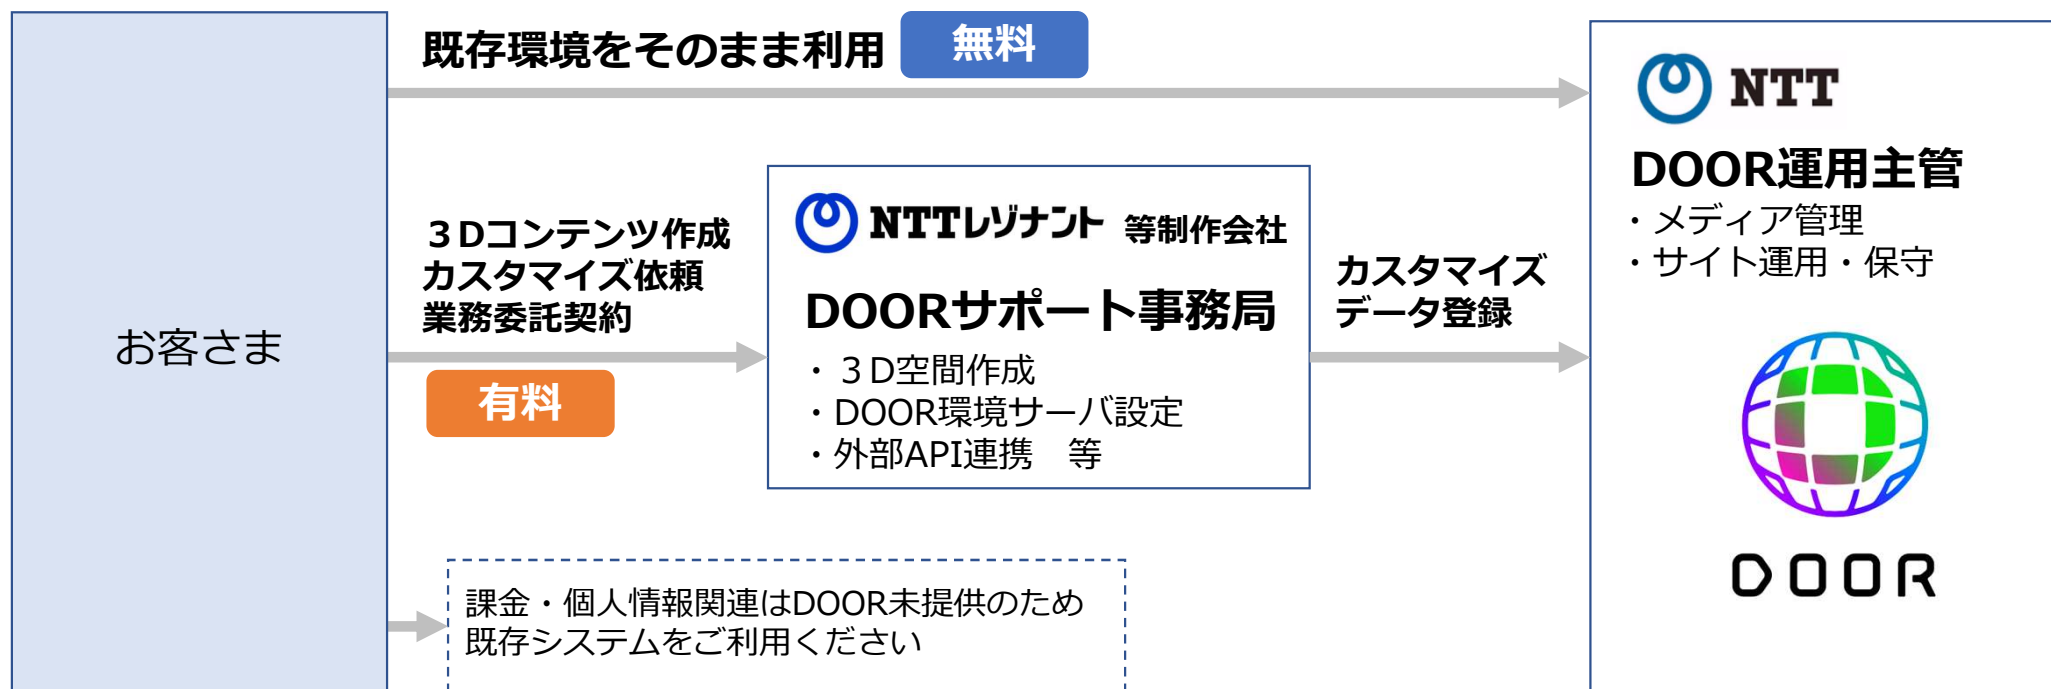 お客さま
既存環境をそのまま利用 無料
３Dコンテンツ作成
カスタマイズ依頼
業務委託契約
有料
NTTレゾナント 等制作会社
DOORサポート事務局
・３D空間作成
・DOOR環境サーバ設定
・外部API連携　等
カスタマイズ
データ登録
NTT
DOOR運用主管
・メディア管理
・サイト運用・保守
DOOR
課金・個人情報関連はDOOR未提供のため
既存システムをご利用ください